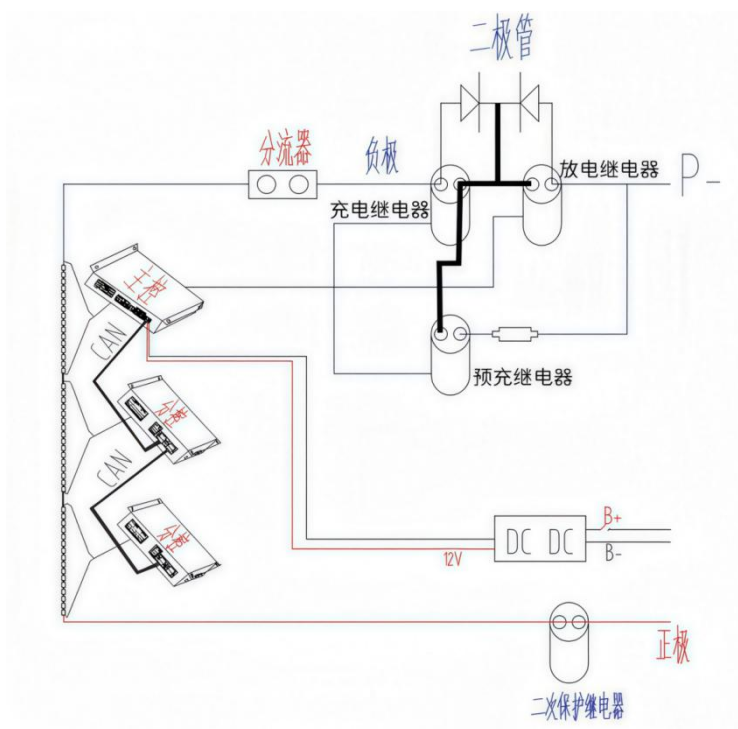 二极管
分流器
负极
放电继电器
P-
充电继电器
主控
CAN
预充继电器
分控
CAN
分控
B+
DC DC
B-
12V
正极
二次保护继电器